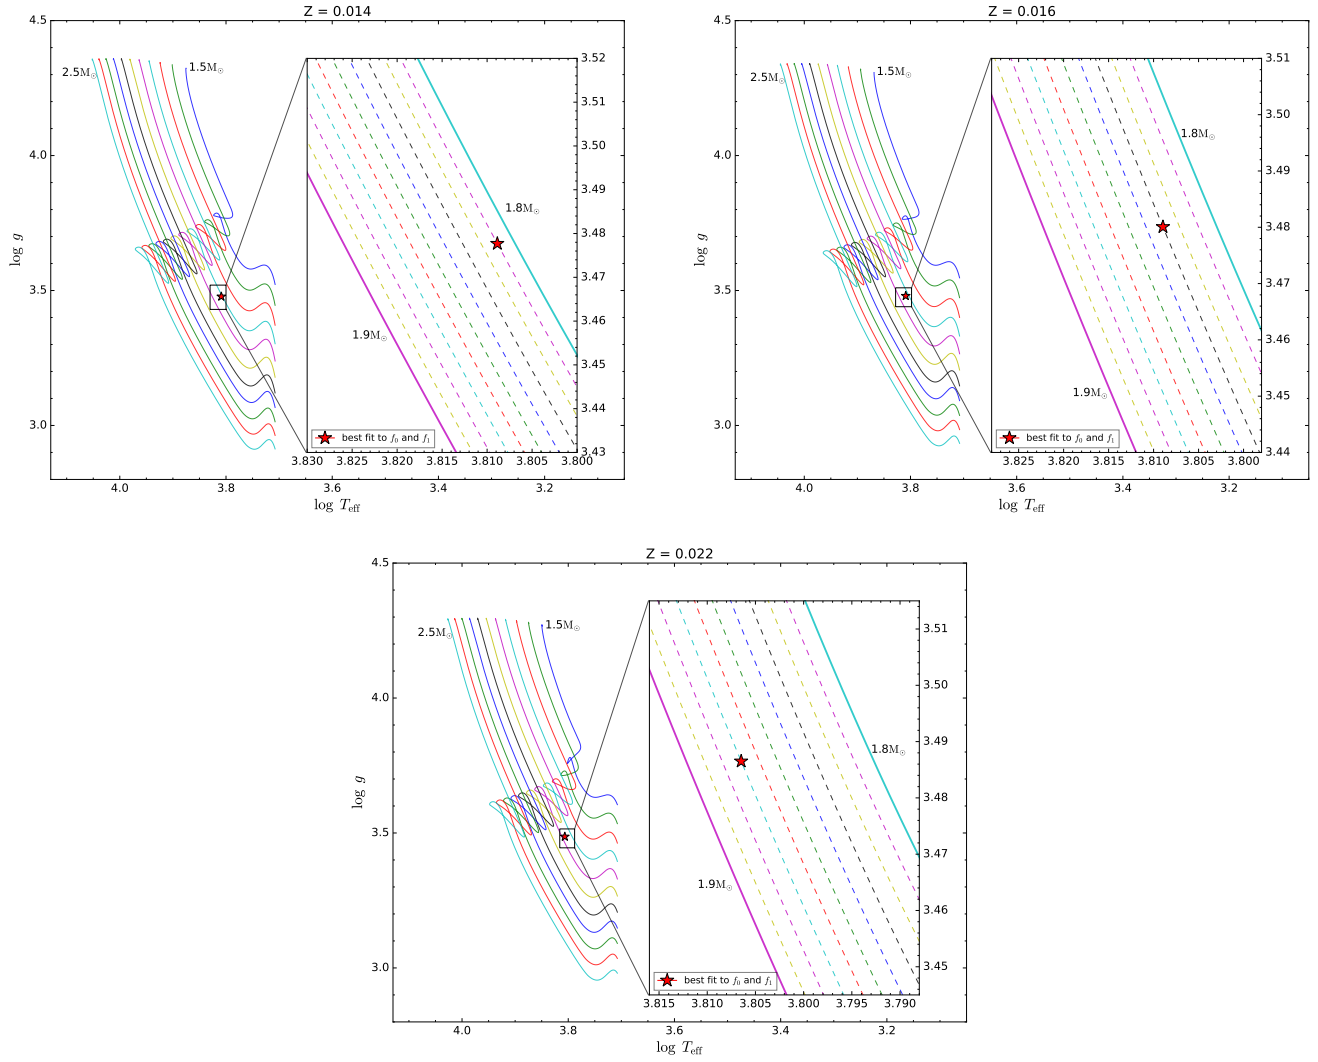 Z = 0.014
4.5
4.0
3.5
3.0
log g
2.5M☉
1.5M☉
3.52
3.51
3.50
3.49
3.48
3.47
3.46
3.45
3.44
3.43
1.8M☉
1.9M☉
best fit to f₀ and f₁
3.830 3.825 3.820 3.815 3.810 3.805 3.800
4.0 3.8 3.6 3.4 3.2
log Teff
Z = 0.016
4.5
4.0
3.5
3.0
log g
2.5M☉
1.5M☉
3.51
3.50
3.49
3.48
3.47
3.46
3.45
3.44
1.8M☉
1.9M☉
best fit to f₀ and f₁
3.825 3.820 3.815 3.810 3.805 3.800
4.0 3.8 3.6 3.4 3.2
log Teff
Z = 0.022
4.5
4.0
3.5
3.0
log g
2.5M☉
1.5M☉
3.51
3.50
3.49
3.48
3.47
3.46
3.45
1.8M☉
1.9M☉
best fit to f₀ and f₁
3.815 3.810 3.805 3.800 3.795 3.790
4.0 3.8 3.6 3.4 3.2
log Teff